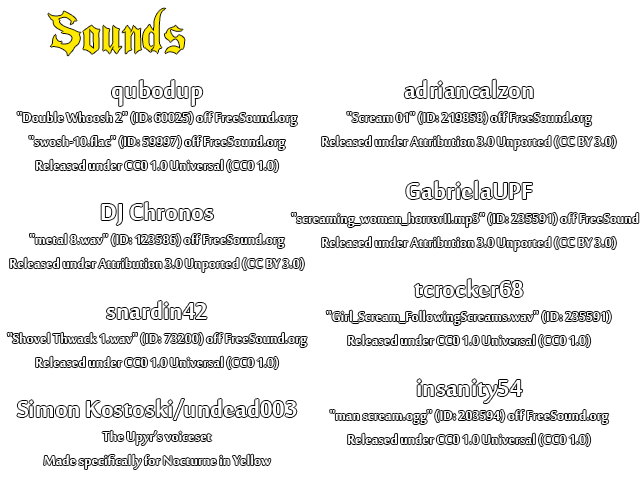 Sounds
qubodup
"Double Whoosh 2" (ID: 60025) off FreeSound.org
"swosh-10.flac" (ID: 59997) off FreeSound.org
Released under CC0 1.0 Universal (CC0 1.0)
DJ Chronos
"metal 8.wav" (ID: 123586) off FreeSound.org
Released under Attribution 3.0 Unported (CC BY 3.0)
snardin42
"Shovel Thwack 1.wav" (ID: 73200) off FreeSound.org
Released under CC0 1.0 Universal (CC0 1.0)
Simon Kostoski/undead003
The Upyr's voiceset
Made specifically for Nocturne in Yellow
adriancalzon
"Scream 01" (ID: 219858) off FreeSound.org
Released under Attribution 3.0 Unported (CC BY 3.0)
GabrielaUPF
"screaming_woman_horrorII.mp3" (ID: 235591) off FreeSound
Released under Attribution 3.0 Unported (CC BY 3.0)
tcrocker68
"Girl_Scream_FollowingScreams.wav" (ID: 235591)
Released under CC0 1.0 Universal (CC0 1.0)
insanity54
"man scream.ogg" (ID: 203594) off FreeSound.org
Released under CC0 1.0 Universal (CC0 1.0)